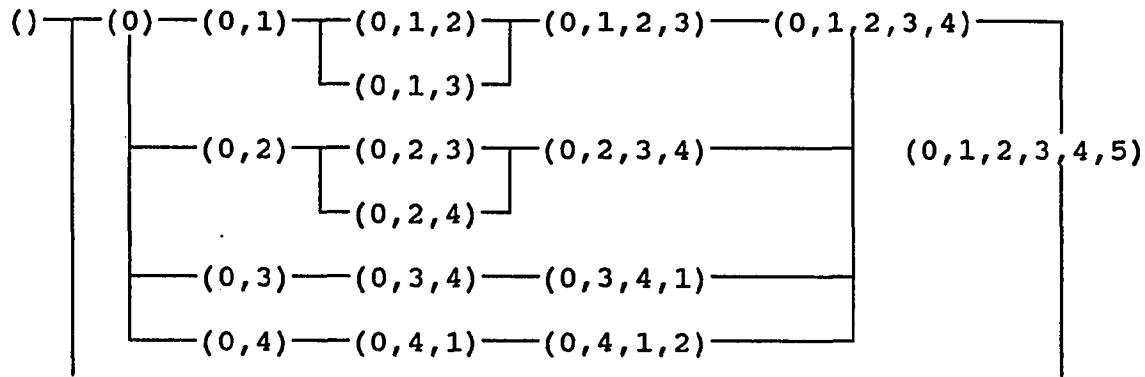 () (0) (0,1) (0,1,2) (0,1,2,3) (0,1,2,3,4)
(0,1,3)
(0,2) (0,2,3) (0,2,3,4) (0,1,2,3,4,5)
(0,2,4)
(0,3) (0,3,4) (0,3,4,1)
(0,4) (0,4,1) (0,4,1,2)